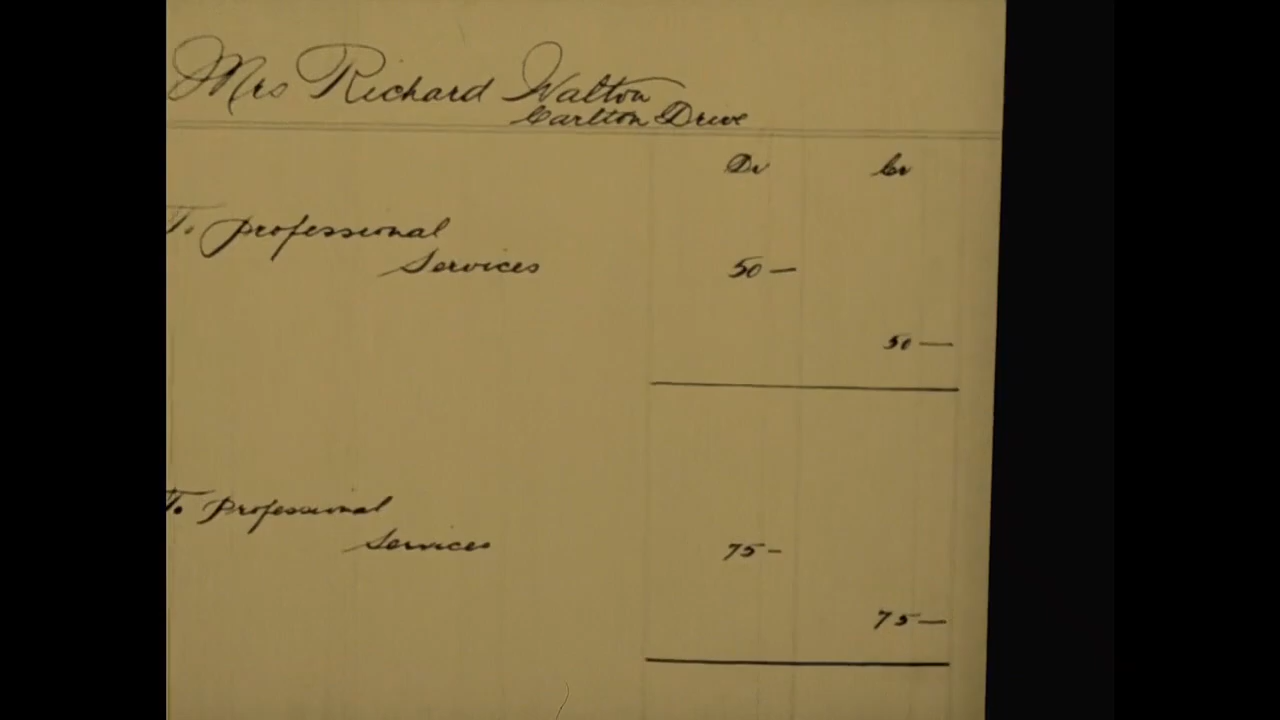 Mrs Richard Walton
Carlton Drive
Dr Cr
To professional
Services 50—
50—
To professional
Services 75—
75—